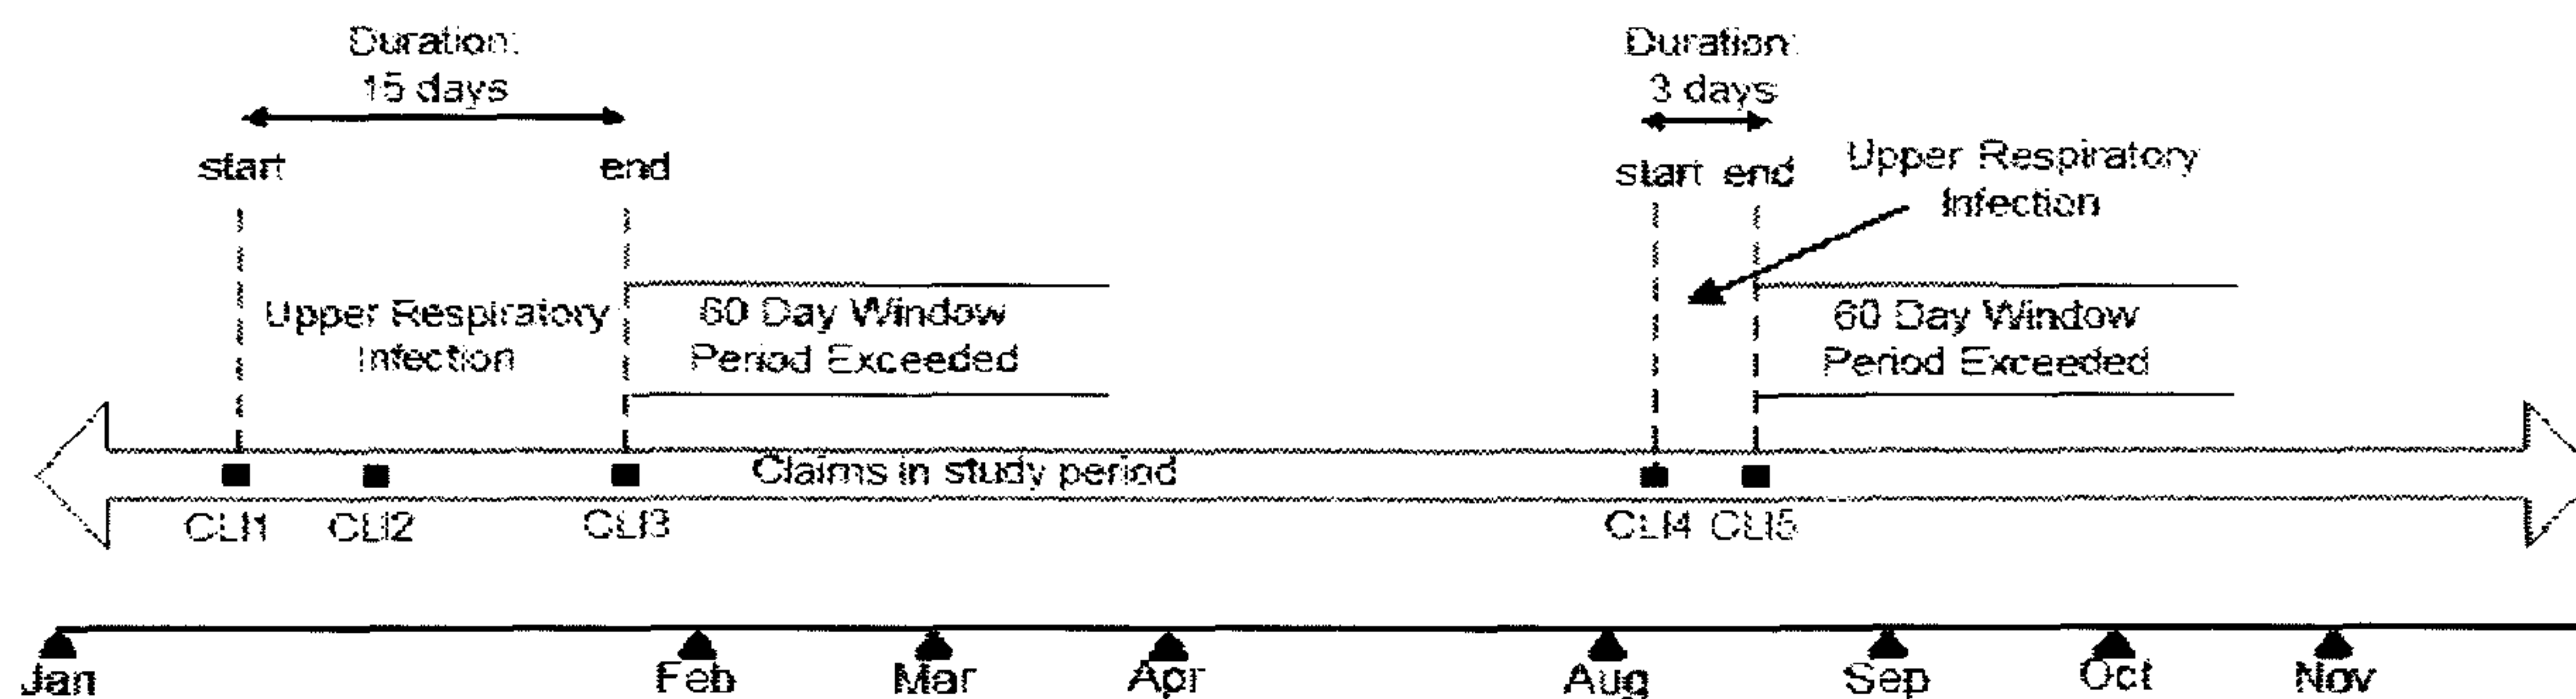 Duration:
15 days
start
end
Upper Respiratory
Infection
60 Day Window
Period Exceeded
Duration:
3 days
start end
Upper Respiratory
Infection
60 Day Window
Period Exceeded
Claims in study period
CLI1 CLI2 CLI3 CLI4 CLI5
Jan Feb Mar Apr Aug Sep Oct Nov